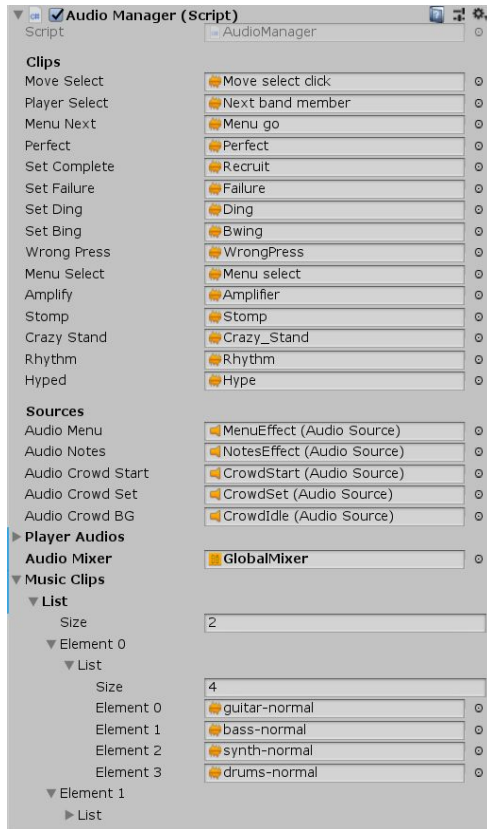 Audio Manager (Script)
Script AudioManager
Clips
Move Select Move select click
Player Select Next band member
Menu Next Menu go
Perfect Perfect
Set Complete Recruit
Set Failure Failure
Set Ding Ding
Set Bing Bwing
Wrong Press WrongPress
Menu Select Menu select
Amplify Amplifier
Stomp Stomp
Crazy Stand Crazy_Stand
Rhythm Rhythm
Hyped Hype
Sources
Audio Menu MenuEffect (Audio Source)
Audio Notes NotesEffect (Audio Source)
Audio Crowd Start CrowdStart (Audio Source)
Audio Crowd Set CrowdSet (Audio Source)
Audio Crowd BG CrowdIdle (Audio Source)
Player Audios
Audio Mixer GlobalMixer
Music Clips
List
Size 2
Element 0
List
Size 4
Element 0 guitar-normal
Element 1 bass-normal
Element 2 synth-normal
Element 3 drums-normal
Element 1
List